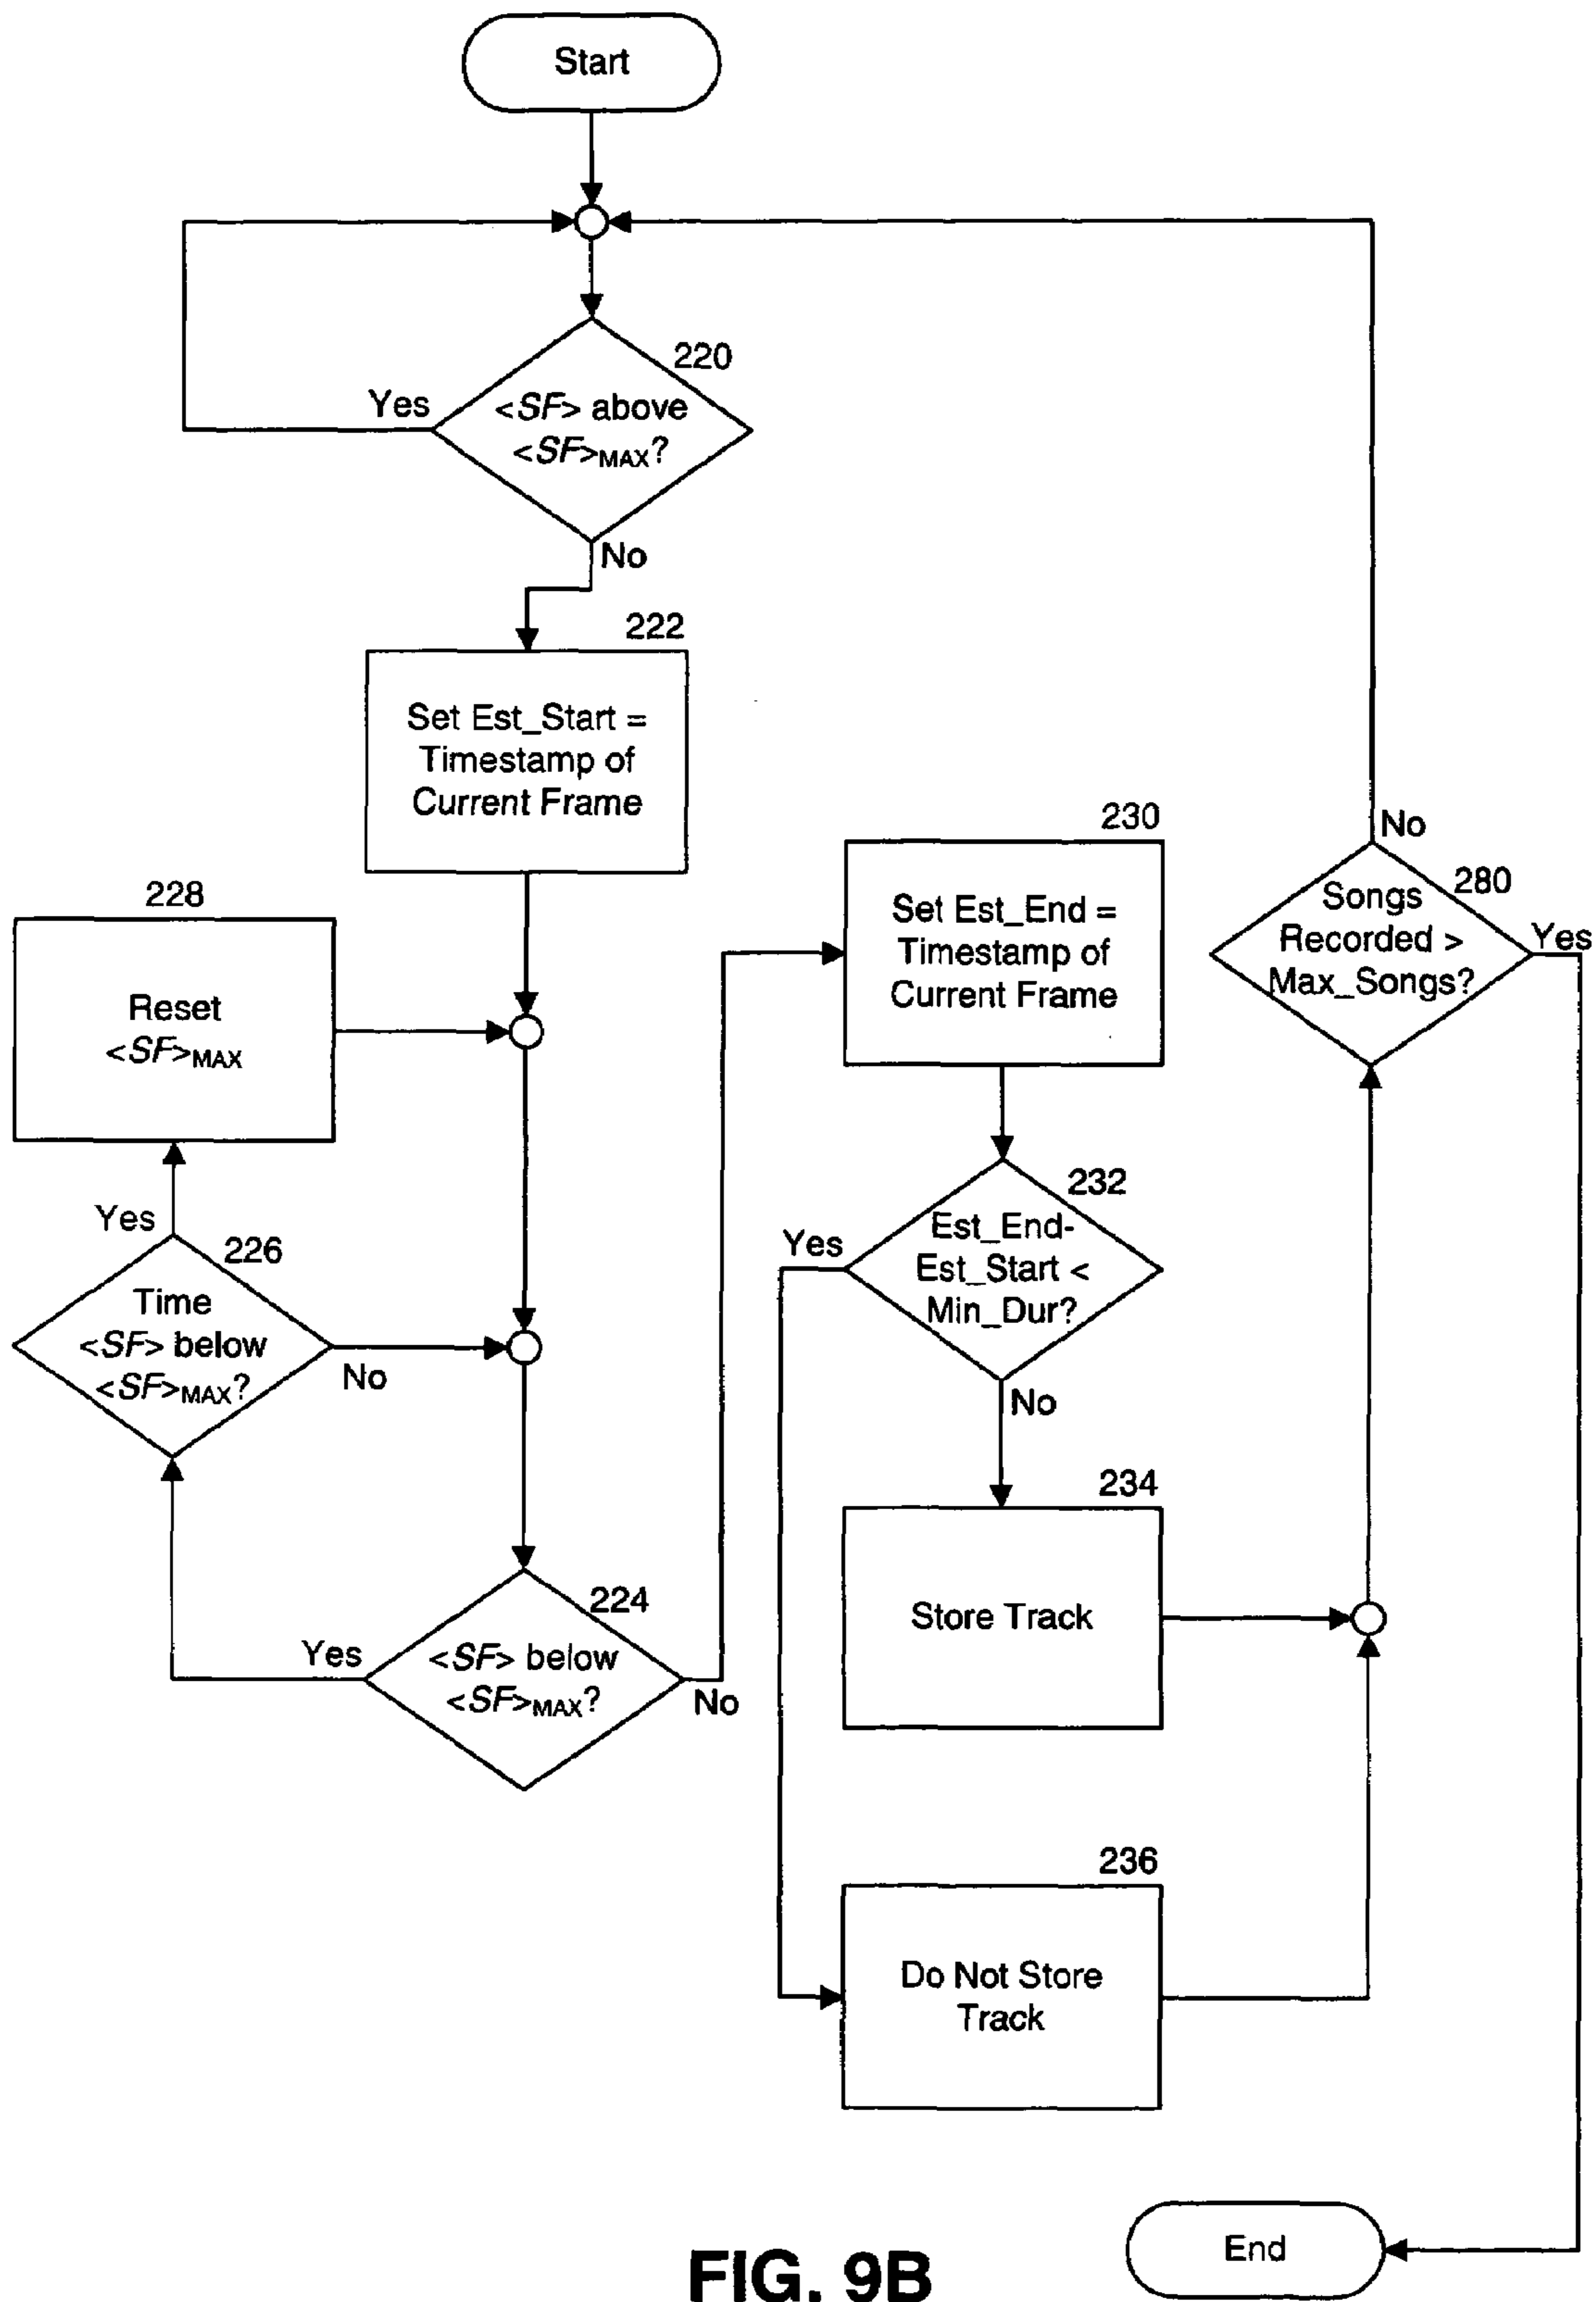 Start
220
Yes
<SF> above
<SF>MAX?
No
222
Set Est_Start =
Timestamp of
Current Frame
228
Reset
<SF>MAX
Yes
226
Time
<SF> below
<SF>MAX?
No
224
Yes
<SF> below
<SF>MAX?
No
230
Set Est_End =
Timestamp of
Current Frame
232
Yes
Est_End-
Est_Start <
Min_Dur?
No
234
Store Track
236
Do Not Store
Track
No
280
Songs
Recorded >
Max_Songs?
Yes
End
FIG. 9B